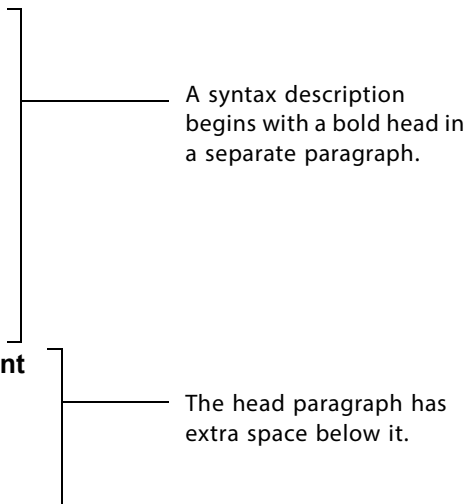 A syntax description
begins with a bold head in
a separate paragraph.
nt
The head paragraph has
extra space below it.